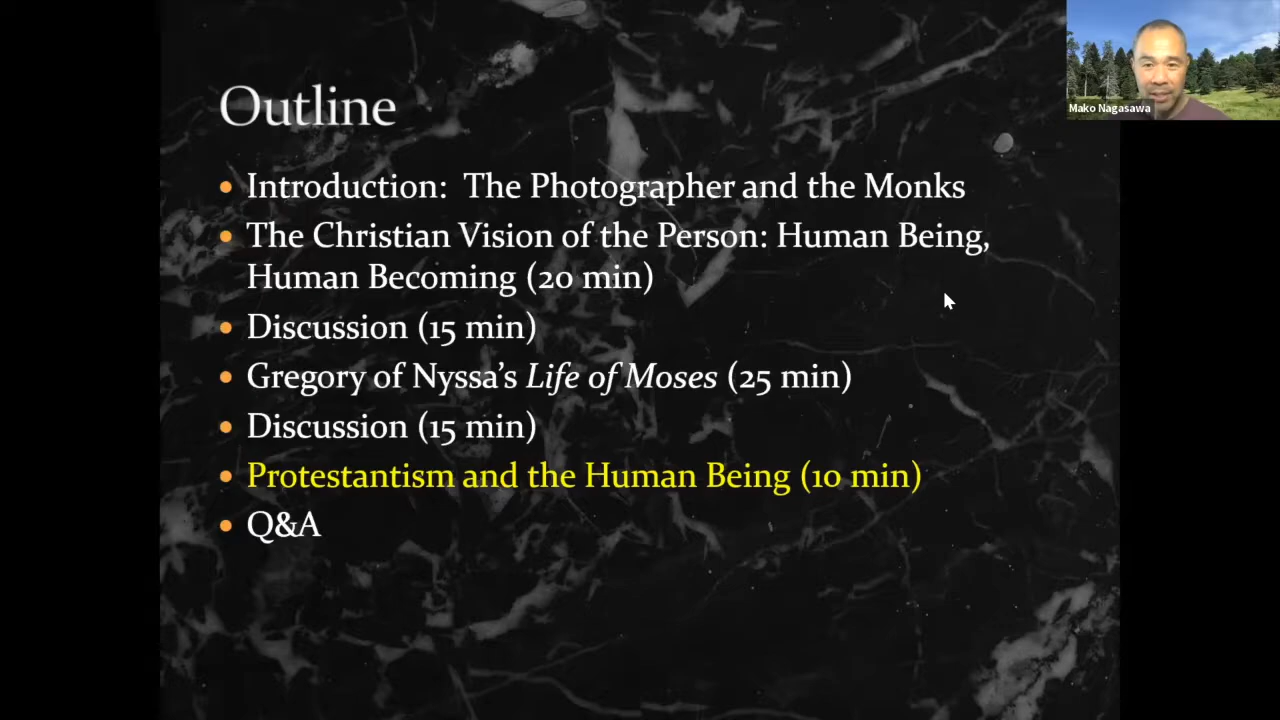 Mako Nagasawa
Outline
• Introduction:  The Photographer and the Monks
• The Christian Vision of the Person: Human Being,
Human Becoming (20 min)
• Discussion (15 min)
• Gregory of Nyssa’s Life of Moses (25 min)
• Discussion (15 min)
• Protestantism and the Human Being (10 min)
• Q&A